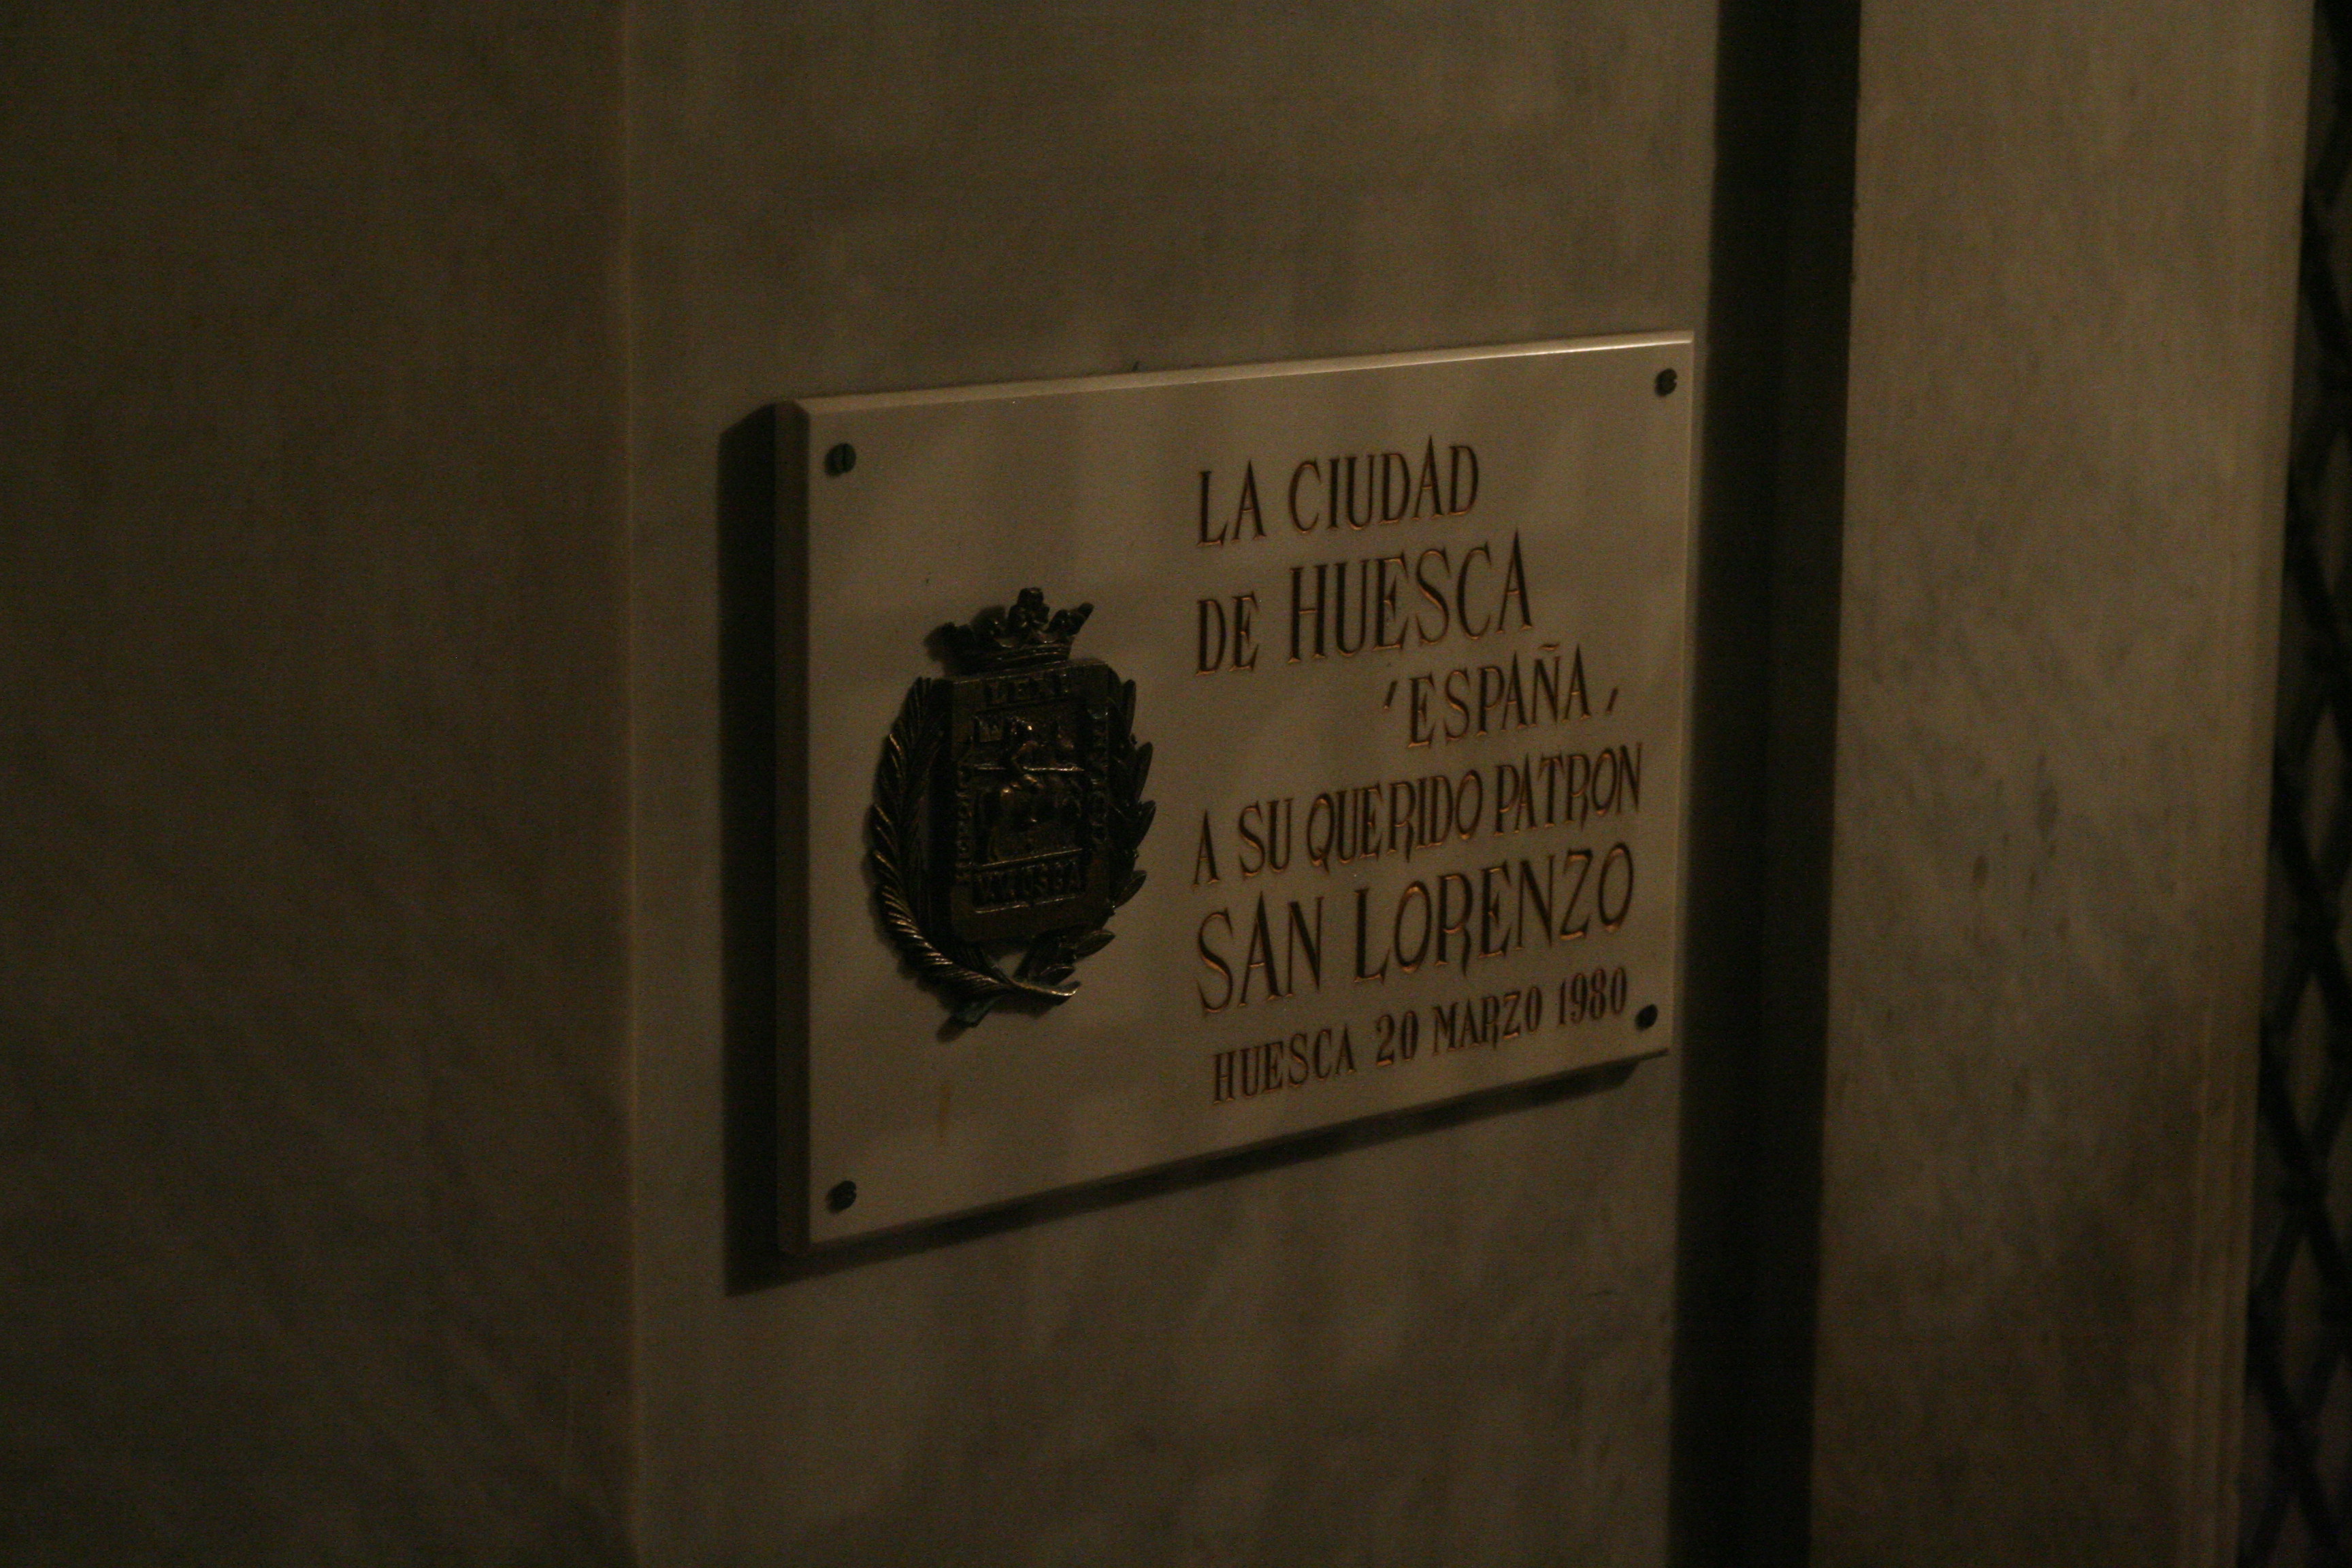 LA CIUDAD
DE HUESCA
'ESPAÑA,
A SU QUERIDO PATRON
SAN LORENZO
HUESCA 20 MARZO 1980